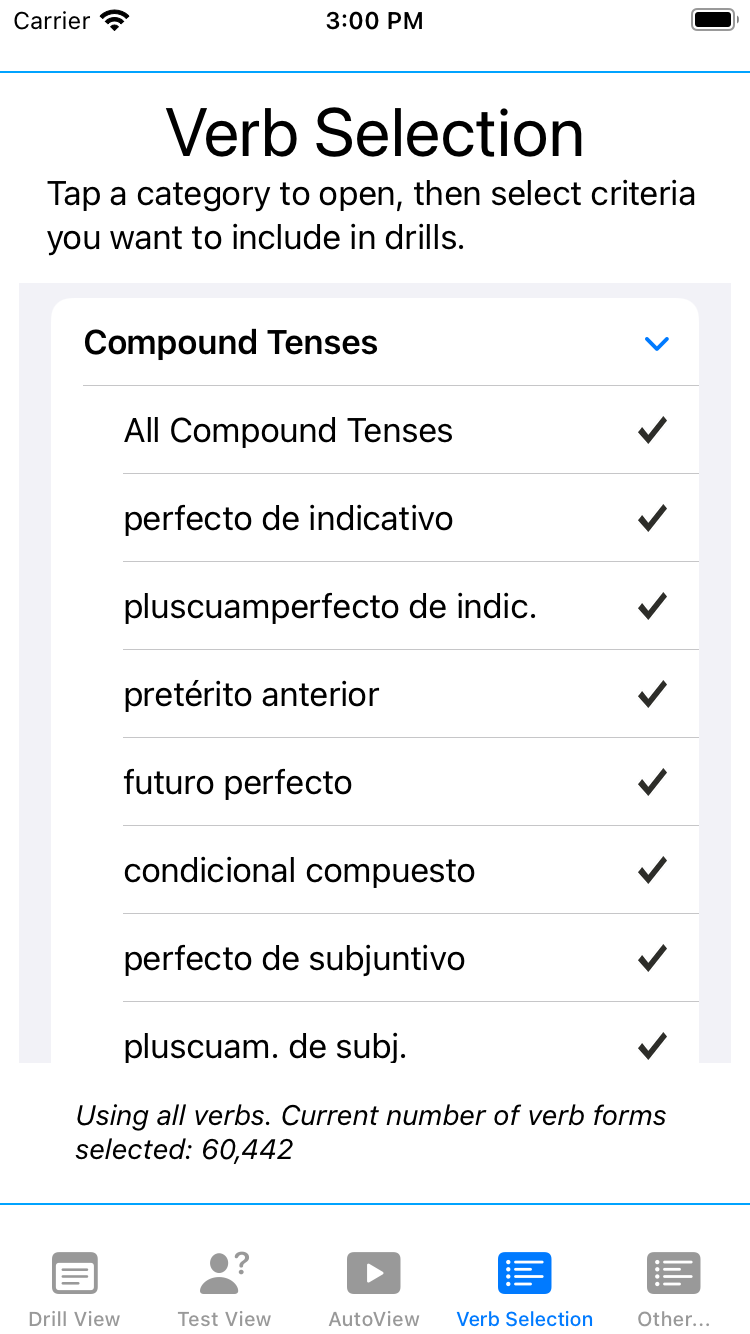 Carrier 3:00 PM
Verb Selection
Tap a category to open, then select criteria
you want to include in drills.
Compound Tenses
All Compound Tenses
perfecto de indicativo
pluscuamperfecto de indic.
pretérito anterior
futuro perfecto
condicional compuesto
perfecto de subjuntivo
pluscuam. de subj.
Using all verbs. Current number of verb forms
selected: 60,442
?
Drill View Test View AutoView Verb Selection Other...